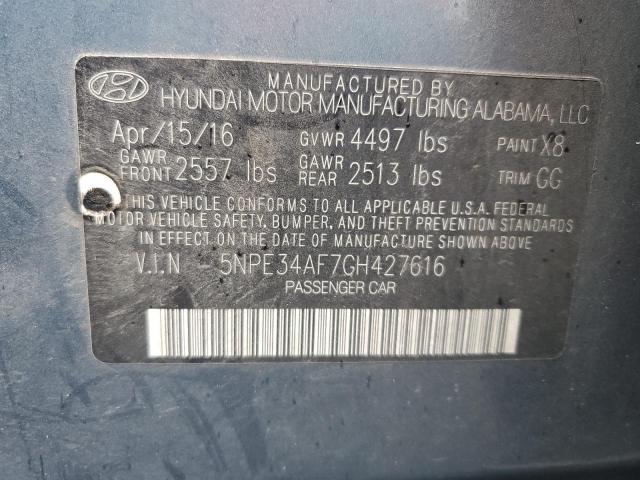 MANUFACTURED BY
HYUNDAI MOTOR MANUFACTURING ALABAMA, LLC
Apr/15/16 GVWR 4497 lbs PAINT X8
GAWR FRONT 2557 lbs GAWR REAR 2513 lbs TRIM GG
THIS VEHICLE CONFORMS TO ALL APPLICABLE U.S.A. FEDERAL
MOTOR VEHICLE SAFETY, BUMPER, AND THEFT PREVENTION STANDARDS
IN EFFECT ON THE DATE OF MANUFACTURE SHOWN ABOVE
V.I.N 5NPE34AF7GH427616
PASSENGER CAR